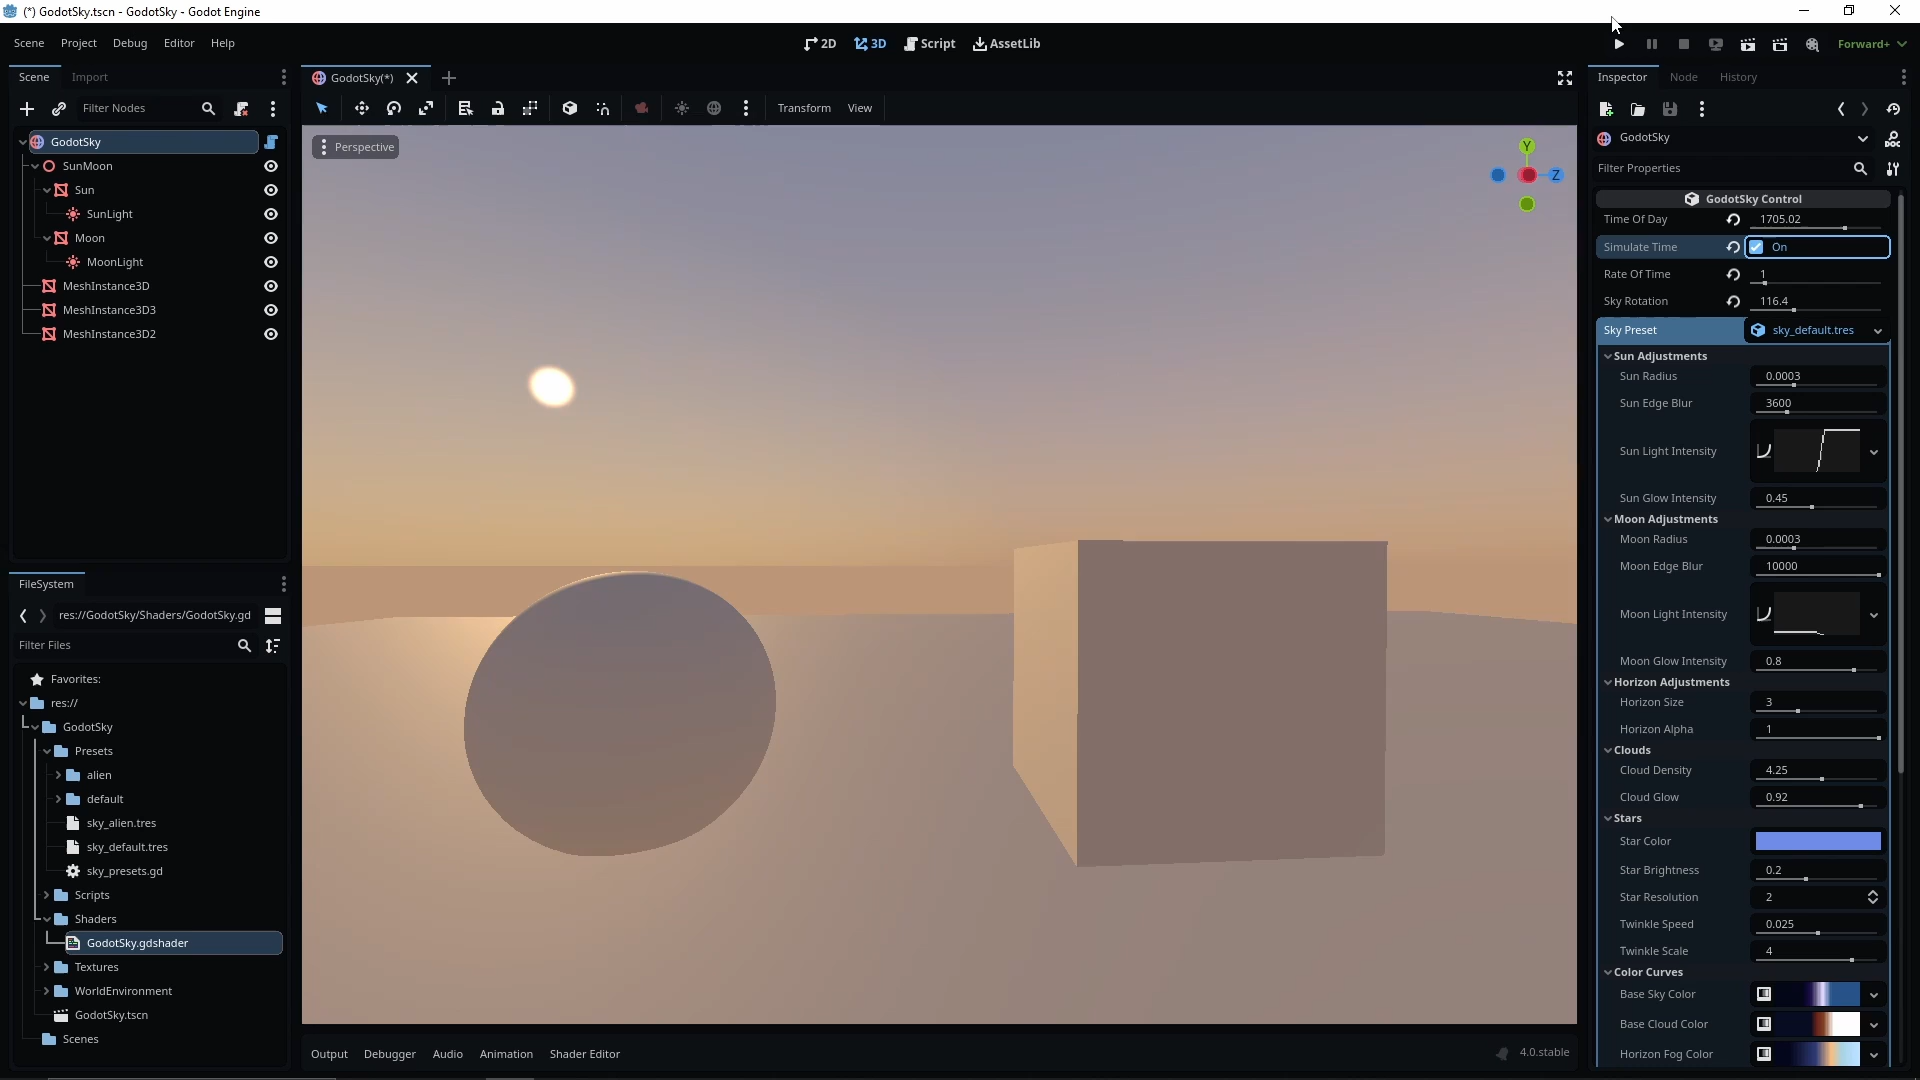 (*) GodotSky.tscn - GodotSky - Godot Engine
Scene Project Debug Editor Help
2D 3D Script AssetLib
Forward+
Scene Import
GodotSky(*)
Inspector Node History
Filter Nodes
Transform View
GodotSky
SunMoon
Sun
SunLight
Moon
MoonLight
MeshInstance3D
MeshInstance3D3
MeshInstance3D2
Perspective
Y
Z
FileSystem
res://GodotSky/Shaders/GodotSky.gd
Filter Files
Favorites:
res://
GodotSky
Presets
alien
default
sky_alien.tres
sky_default.tres
sky_presets.gd
Scripts
Shaders
GodotSky.gdshader
Textures
WorldEnvironment
GodotSky.tscn
Scenes
Output Debugger Audio Animation Shader Editor
4.0.stable
GodotSky
Filter Properties
GodotSky Control
Time Of Day 1705.02
Simulate Time On
Rate Of Time 1
Sky Rotation 116.4
Sky Preset sky_default.tres
Sun Adjustments
Sun Radius 0.0003
Sun Edge Blur 3600
Sun Light Intensity
Sun Glow Intensity 0.45
Moon Adjustments
Moon Radius 0.0003
Moon Edge Blur 10000
Moon Light Intensity
Moon Glow Intensity 0.8
Horizon Adjustments
Horizon Size 3
Horizon Alpha 1
Clouds
Cloud Density 4.25
Cloud Glow 0.92
Stars
Star Color
Star Brightness 0.2
Star Resolution 2
Twinkle Speed 0.025
Twinkle Scale 4
Color Curves
Base Sky Color
Base Cloud Color
Horizon Fog Color